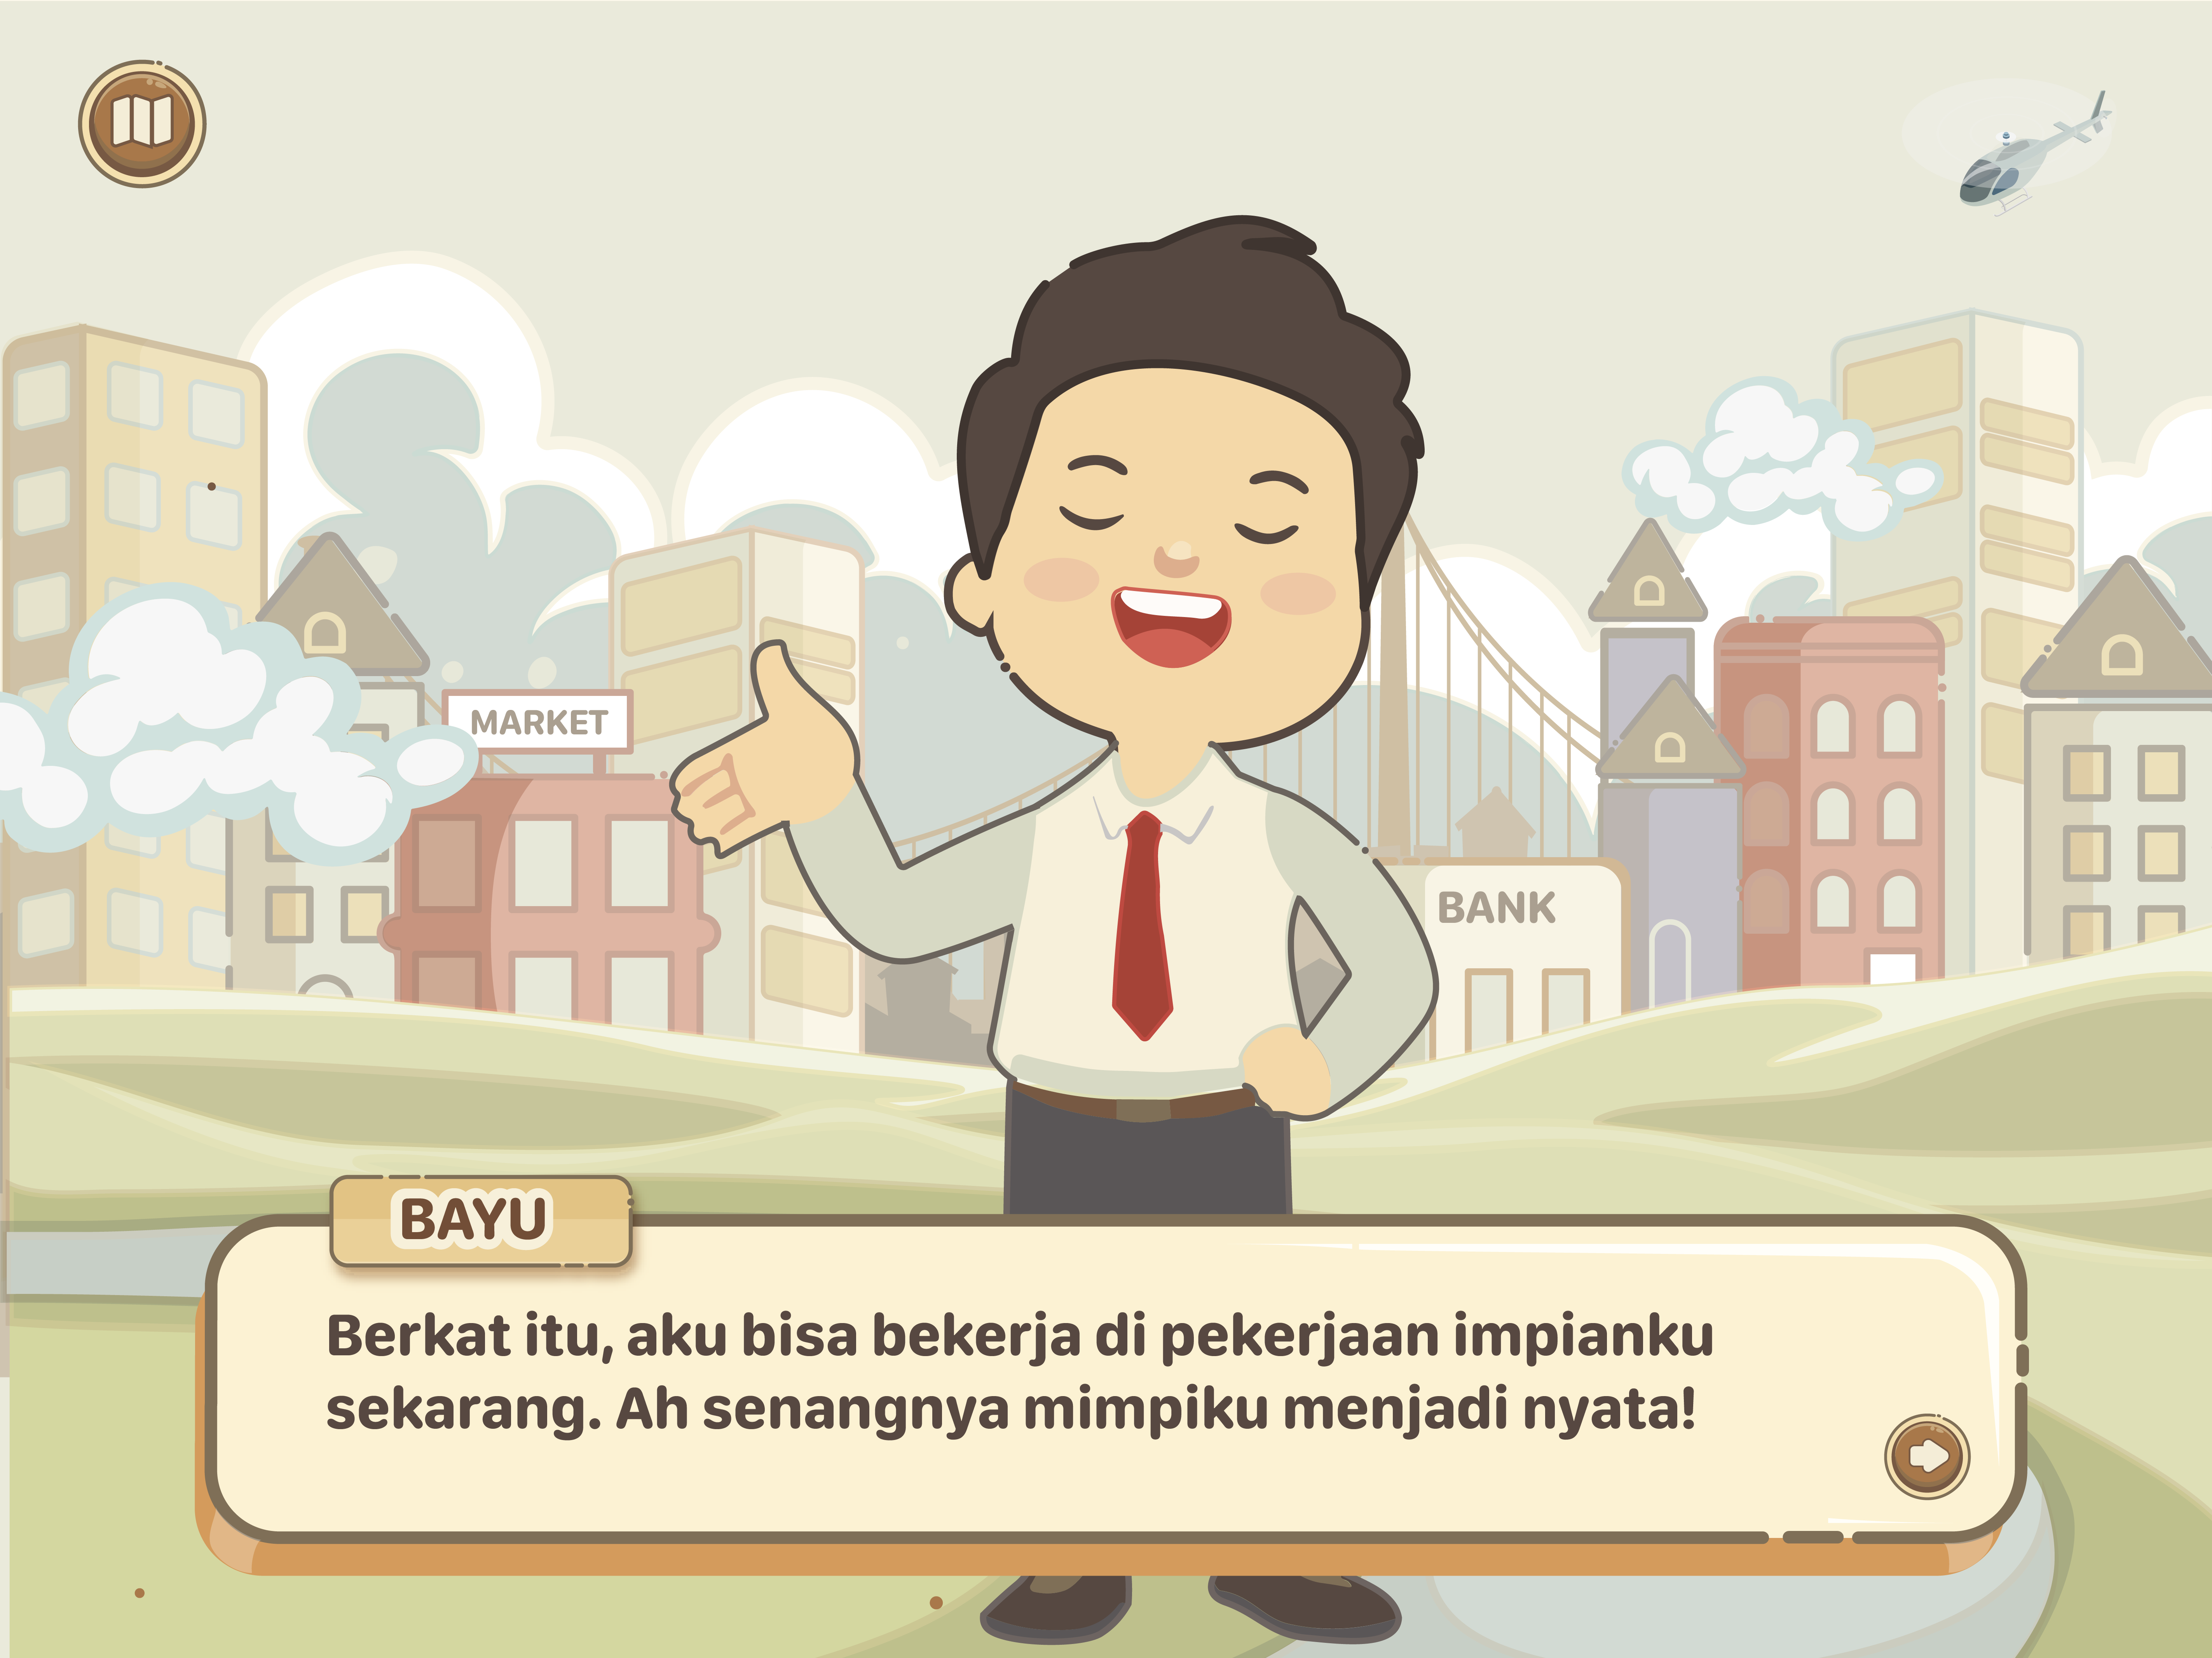 MARKET
BANK
BAYU
Berkat itu, aku bisa bekerja di pekerjaan impianku
sekarang. Ah senangnya mimpiku menjadi nyata!